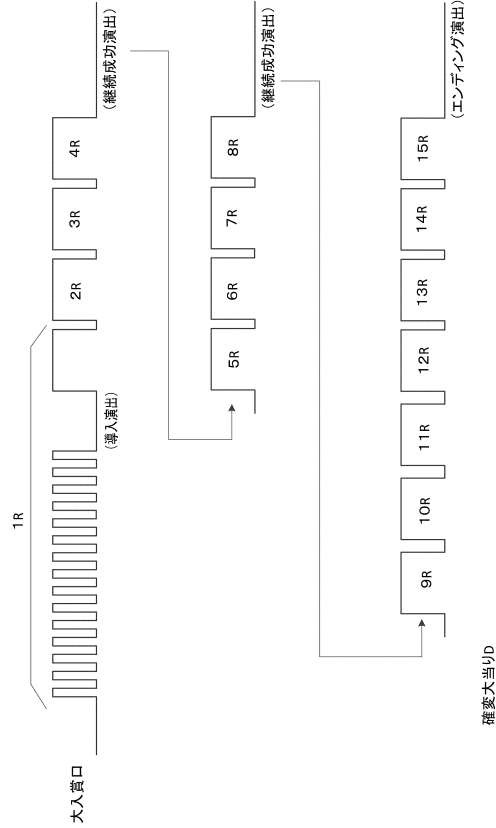 大入賞口
1R
(導入演出)
2R
3R
4R
(継続成功演出)
5R
6R
7R
8R
(継続成功演出)
9R
10R
11R
12R
13R
14R
15R
(エンディング演出)
確変大当りD